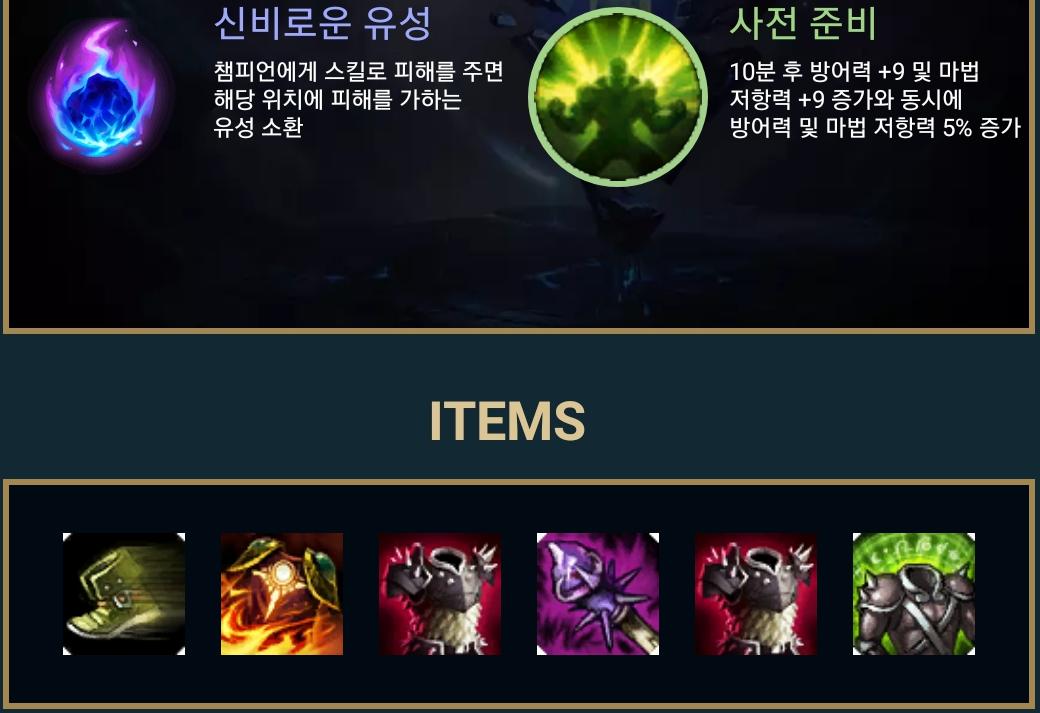 신비로운 유성
챔피언에게 스킬로 피해를 주면
해당 위치에 피해를 가하는
유성 소환
사전 준비
10분 후 방어력 +9 및 마법
저항력 +9 증가와 동시에
방어력 및 마법 저항력 5% 증가
ITEMS